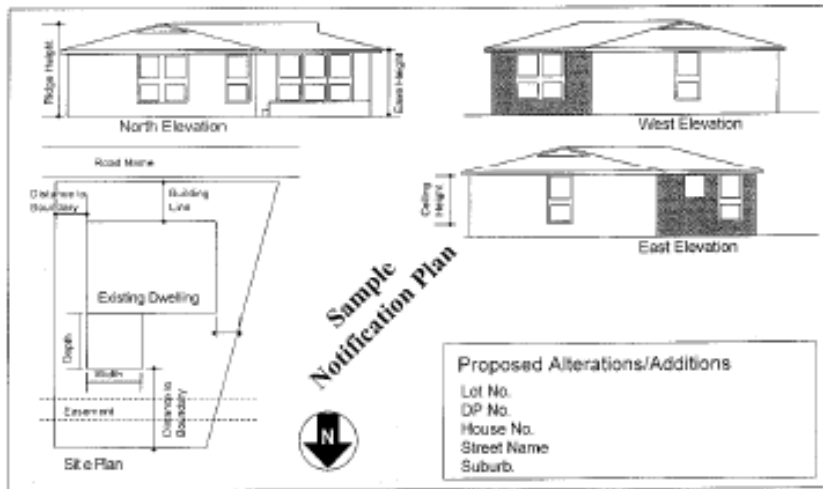 Ridge Height
Eave Height
North Elevation
West Elevation
Road Name
Distance to
Boundary
Building
Line
Ceiling
Height
East Elevation
Existing Dwelling
Sample
Notification Plan
Depth
Width
Distance to
Boundary
Easement
N
Site Plan
Proposed Alterations/Additions
Lot No.
DP No.
House No.
Street Name
Suburb.